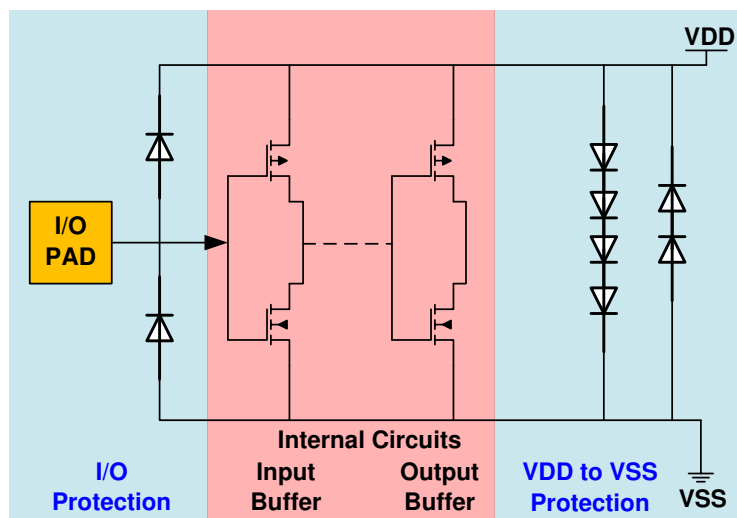 VDD
I/O
PAD
Internal Circuits
I/O
Protection
Input
Buffer
Output
Buffer
VDD to VSS
Protection
VSS